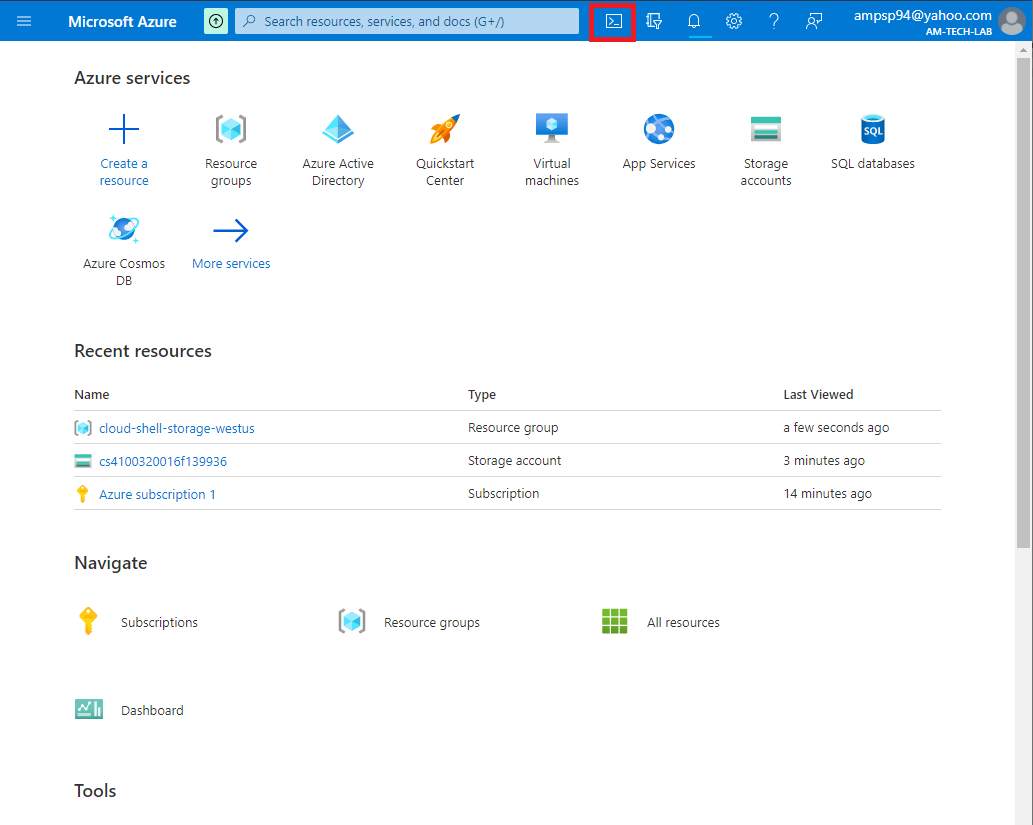 Microsoft Azure
Search resources, services, and docs (G+/)
ampsp94@yahoo.com
AM-TECH-LAB
Azure services
Create a
resource
Resource
groups
Azure Active
Directory
Quickstart
Center
Virtual
machines
App Services
Storage
accounts
SQL
SQL databases
Azure Cosmos
DB
More services
Recent resources
Name Type Last Viewed
cloud-shell-storage-westus Resource group a few seconds ago
cs4100320016f139936 Storage account 3 minutes ago
Azure subscription 1 Subscription 14 minutes ago
Navigate
Subscriptions Resource groups All resources
Dashboard
Tools